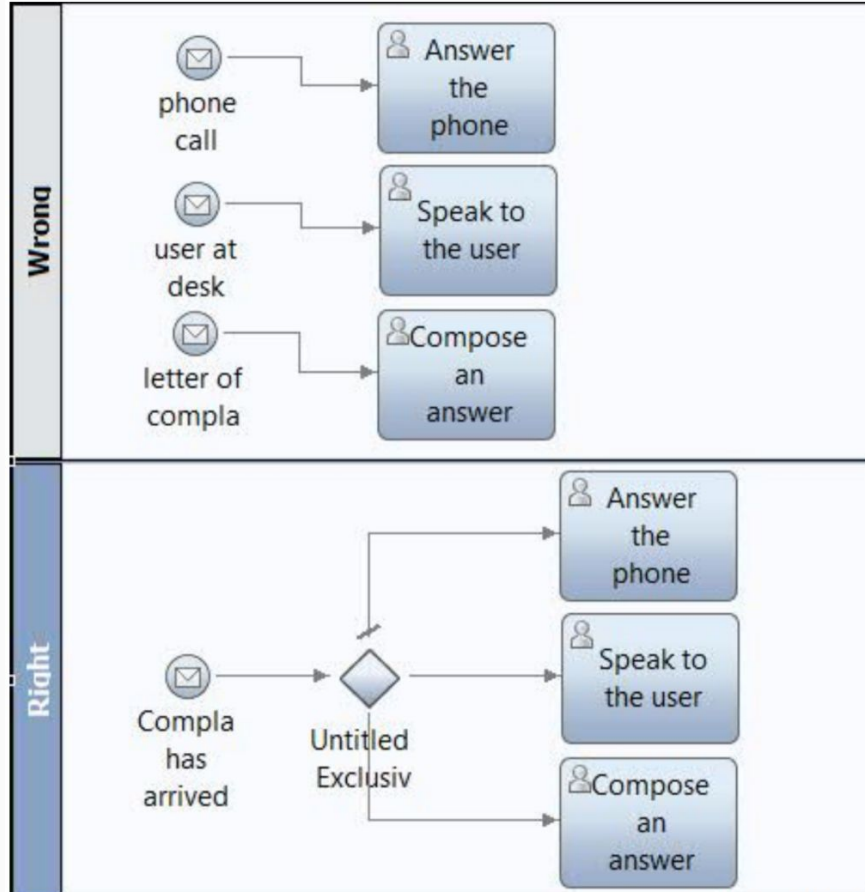 Wrong
phone
call
Answer
the
phone
user at
desk
Speak to
the user
letter of
compla
Compose
an
answer
Right
Compla
has
arrived
Untitled
Exclusiv
Answer
the
phone
Speak to
the user
Compose
an
answer